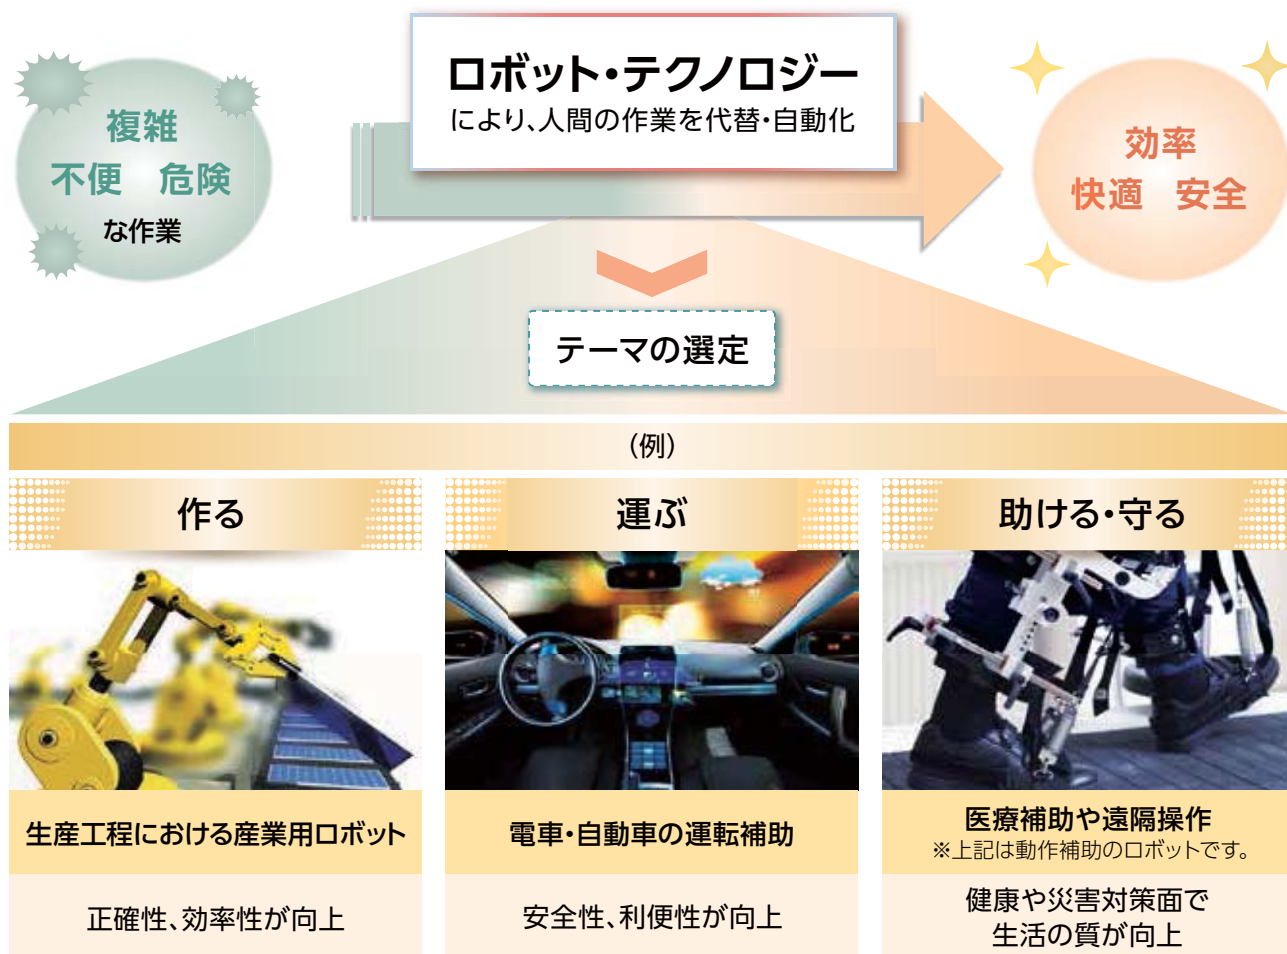 ロボット・テクノロジー
により、人間の作業を代替・自動化
複雑
不便 危険
な作業
効率
快適 安全
テーマの選定
(例)
作る
運ぶ
助ける・守る
生産工程における産業用ロボット
電車・自動車の運転補助
医療補助や遠隔操作
※上記は動作補助のロボットです。
正確性、効率性が向上
安全性、利便性が向上
健康や災害対策面で
生活の質が向上